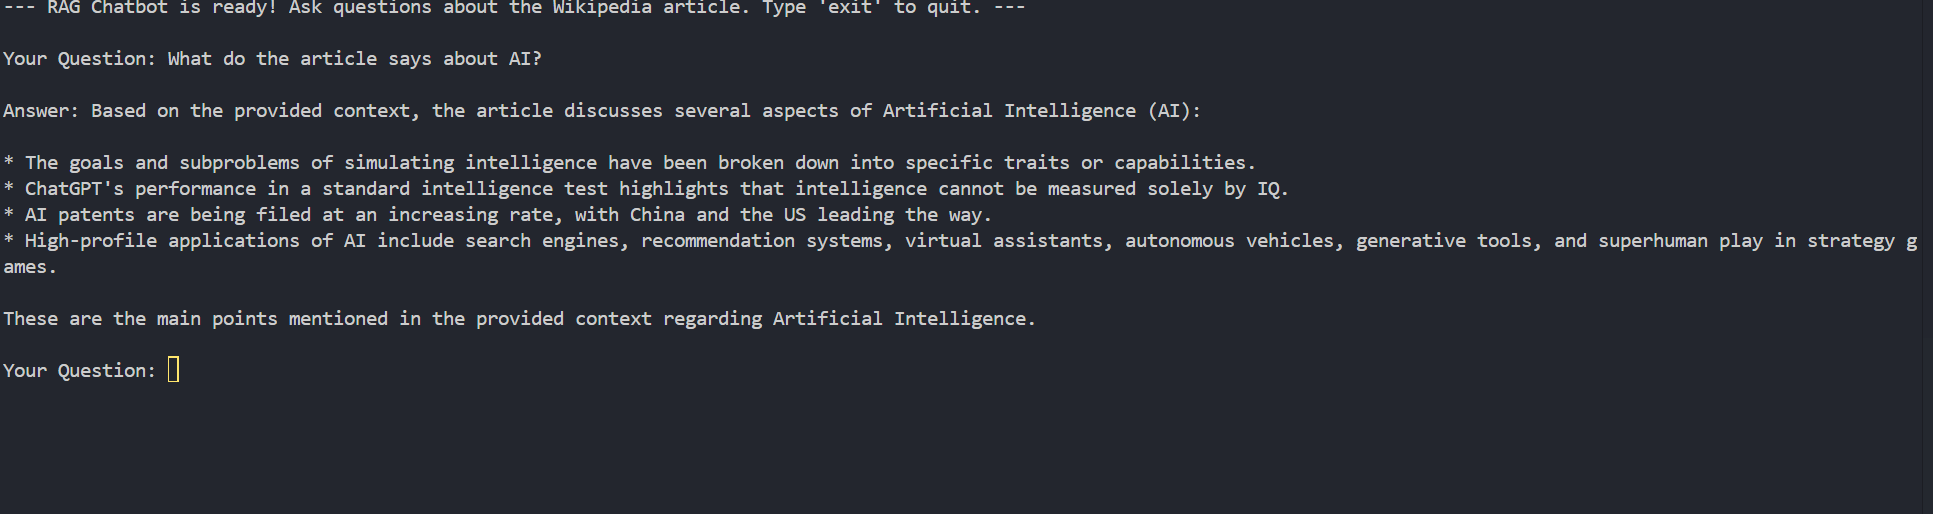 --- RAG Chatbot is ready! Ask questions about the Wikipedia article. Type 'exit' to quit. ---
Your Question: What do the article says about AI?
Answer: Based on the provided context, the article discusses several aspects of Artificial Intelligence (AI):
* The goals and subproblems of simulating intelligence have been broken down into specific traits or capabilities.
* ChatGPT's performance in a standard intelligence test highlights that intelligence cannot be measured solely by IQ.
* AI patents are being filed at an increasing rate, with China and the US leading the way.
* High-profile applications of AI include search engines, recommendation systems, virtual assistants, autonomous vehicles, generative tools, and superhuman play in strategy g
ames.
These are the main points mentioned in the provided context regarding Artificial Intelligence.
Your Question: